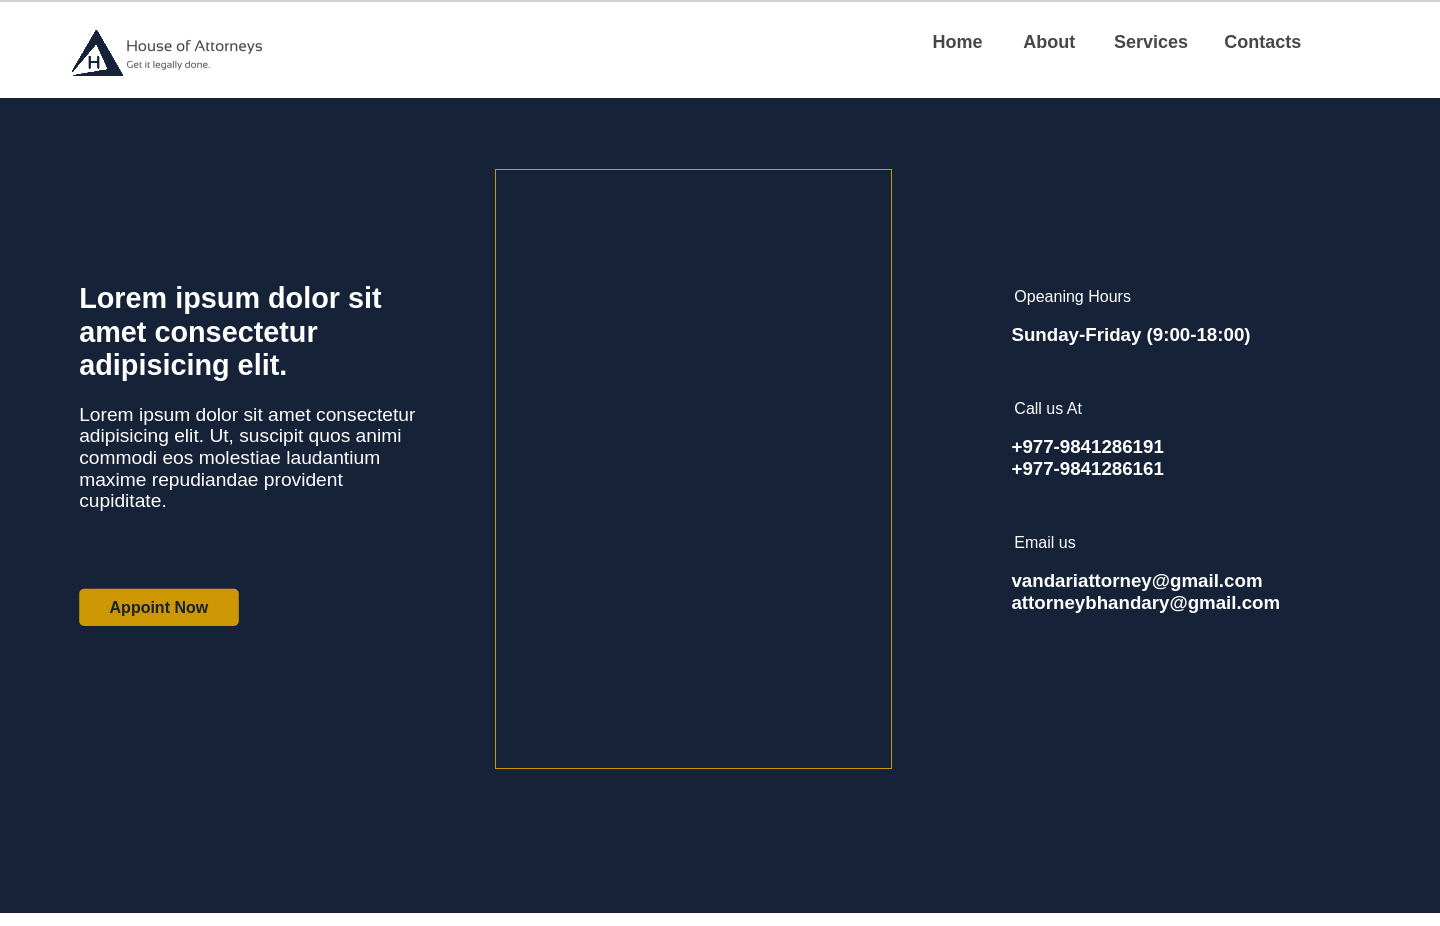 House of Attorneys
Get it legally done.
Home
About
Services
Contacts
Lorem ipsum dolor sit
amet consectetur
adipisicing elit.
Lorem ipsum dolor sit amet consectetur
adipisicing elit. Ut, suscipit quos animi
commodi eos molestiae laudantium
maxime repudiandae provident
cupiditate.
Appoint Now
Opeaning Hours
Sunday-Friday (9:00-18:00)
Call us At
+977-9841286191
+977-9841286161
Email us
vandariattorney@gmail.com
attorneybhandary@gmail.com